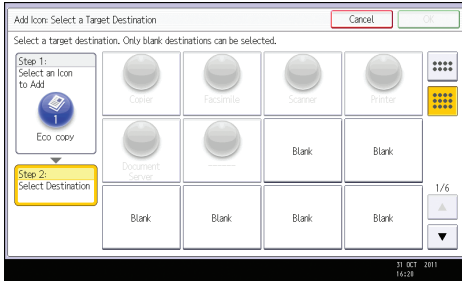 Add Icon: Select a Target Destination
Cancel
OK
Select a target destination. Only blank destinations can be selected.
Step 1:
Select an Icon
to Add
1
Eco copy
Step 2:
Select Destination
Copier
Facsimile
Scanner
Printer
Document
Server
Blank
Blank
Blank
Blank
Blank
Blank
1/6
31 OCT 2011
16:20